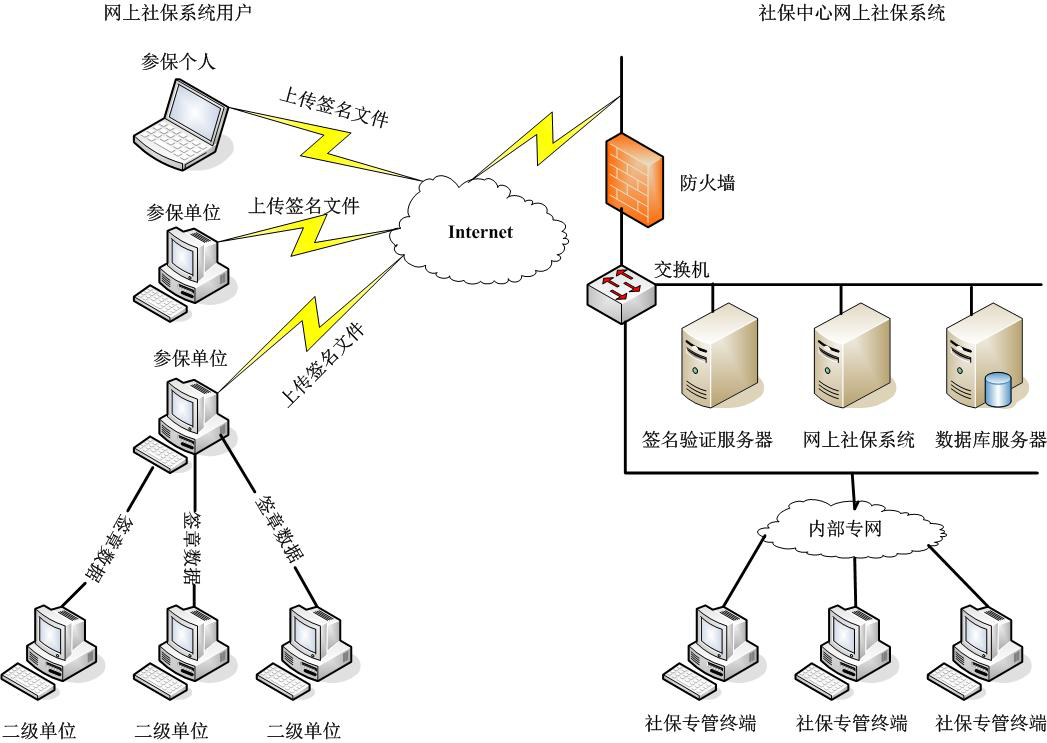 网上社保系统用户
社保中心网上社保系统
参保个人
上传签名文件
防火墙
参保单位
上传签名文件
Internet
交换机
参保单位
上传签名文件
签名验证服务器
网上社保系统
数据库服务器
签章数据
签章数据
签章数据
内部专网
二级单位
二级单位
二级单位
社保专管终端
社保专管终端
社保专管终端